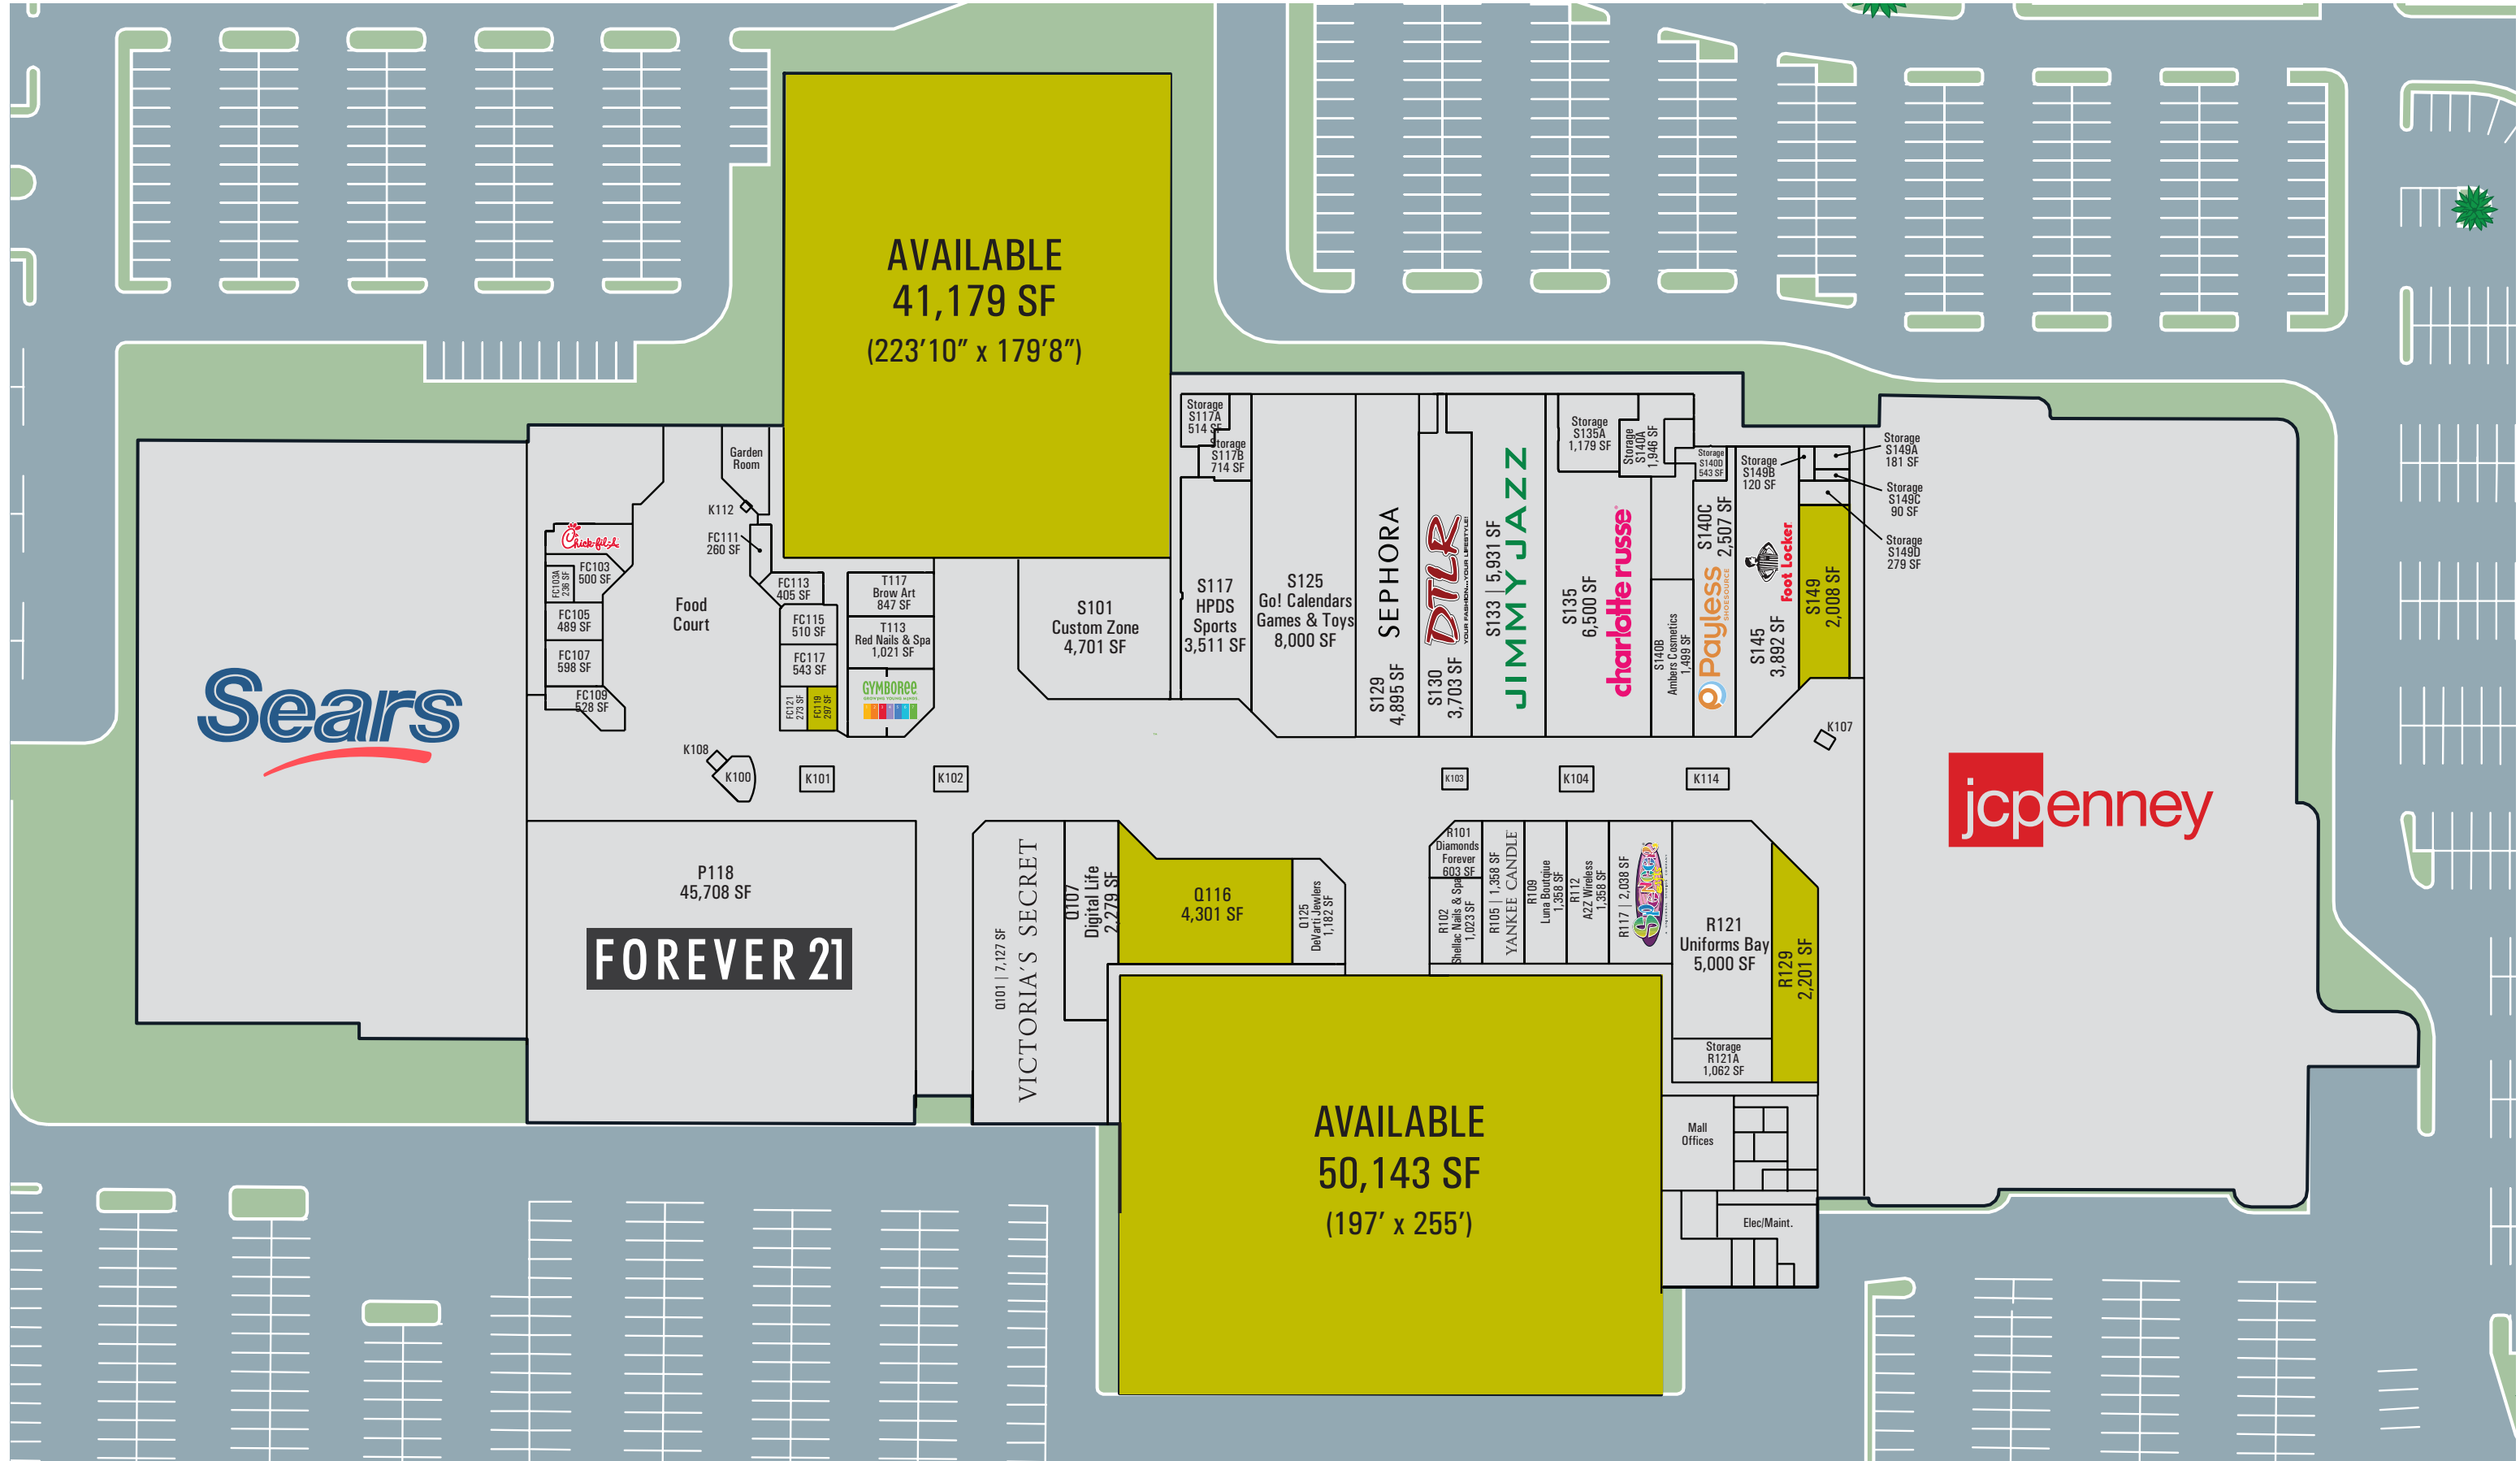 AVAILABLE
41,179 SF
(223’10” x 179’8”)
Garden
Room
K112
FC111
260 SF
Chick-fil-A
FC103
500 SF
FC103A
236 SF
FC105
489 SF
FC107
598 SF
FC109
528 SF
Food
Court
FC113
405 SF
FC115
510 SF
FC117
543 SF
FC121
273 SF
FC119
297 SF
T117
Brow Art
847 SF
T113
Red Nails & Spa
1,021 SF
GYMBOREE
S101
Custom Zone
4,701 SF
Storage
S117A
514 SF
Storage
S117B
714 SF
S117
HPDS
Sports
3,511 SF
S125
Go! Calendars
Games & Toys
8,000 SF
S129
4,895 SF
SEPHORA
S130
3,703 SF
DTLR
YOUR FASHION...YOUR LIFESTYLE!
S133 | 5,931 SF
JIMMY JAZZ
Storage
S135A
1,179 SF
S135
6,500 SF
charlotte russe
Storage
S140A
1,946 SF
S140B
Ambers Cosmetics
1,499 SF
Storage
S140D
543 SF
S140C
2,507 SF
Payless
SHOESOURCE
Storage
S149B
120 SF
S145
3,892 SF
Foot Locker
S149
2,008 SF
Storage
S149A
181 SF
Storage
S149C
90 SF
Storage
S149D
279 SF
Sears
K108
K100
K101
K102
K103
K104
K114
K107
jcpenney
P118
45,708 SF
FOREVER 21
Q101 | 7,127 SF
VICTORIA’S SECRET
Q107
Digital Life
2,279 SF
Q116
4,301 SF
Q125
DeVarti Jewlers
1,182 SF
R101
Diamonds
Forever
603 SF
R102
Shellac Nails & Spa
1,023 SF
R105 | 1,358 SF
YANKEE CANDLE
R109
Luna Boutqiue
1,358 SF
R112
A2Z Wireless
1,358 SF
R117 | 2,038 SF
SPENCER'S
R121
Uniforms Bay
5,000 SF
R129
2,201 SF
Storage
R121A
1,062 SF
AVAILABLE
50,143 SF
(197’ x 255’)
Mall
Offices
Elec/Maint.